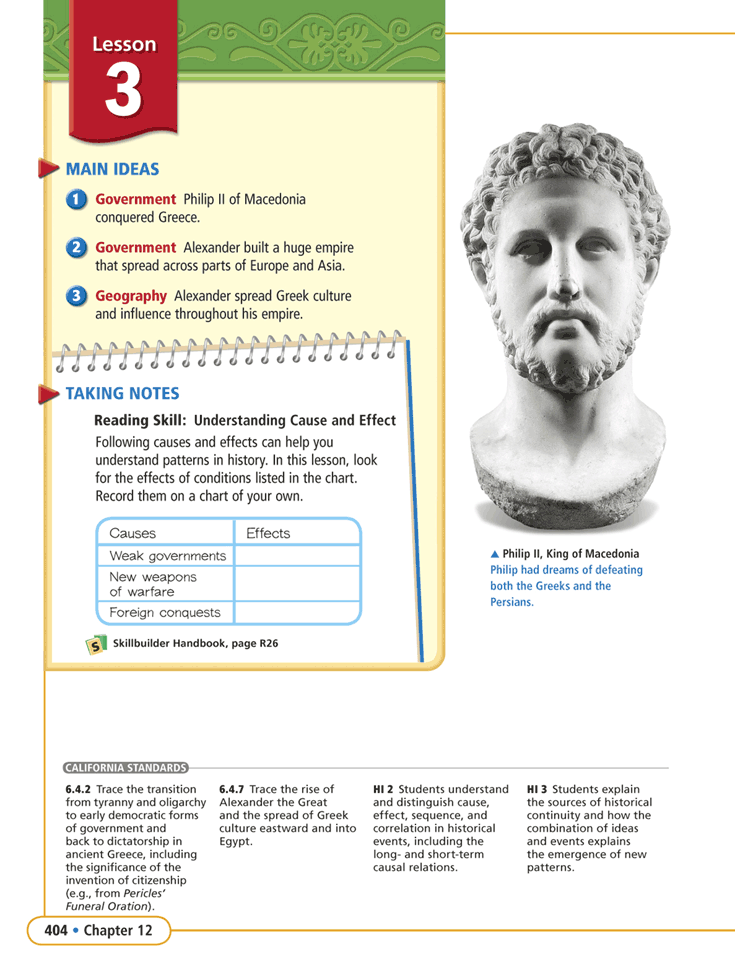 Lesson
3
MAIN IDEAS
1 Government Philip II of Macedonia
conquered Greece.
2 Government Alexander built a huge empire
that spread across parts of Europe and Asia.
3 Geography Alexander spread Greek culture
and influence throughout his empire.
TAKING NOTES
Reading Skill: Understanding Cause and Effect
Following causes and effects can help you
understand patterns in history. In this lesson, look
for the effects of conditions listed in the chart.
Record them on a chart of your own.
Causes Effects
Weak governments
New weapons
of warfare
Foreign conquests
S Skillbuilder Handbook, page R26
▲ Philip II, King of Macedonia
Philip had dreams of defeating
both the Greeks and the
Persians.
CALIFORNIA STANDARDS
6.4.2 Trace the transition
from tyranny and oligarchy
to early democratic forms
of government and
back to dictatorship in
ancient Greece, including
the significance of the
invention of citizenship
(e.g., from Pericles'
Funeral Oration).
6.4.7 Trace the rise of
Alexander the Great
and the spread of Greek
culture eastward and into
Egypt.
HI 2 Students understand
and distinguish cause,
effect, sequence, and
correlation in historical
events, including the
long- and short-term
causal relations.
HI 3 Students explain
the sources of historical
continuity and how the
combination of ideas
and events explains
the emergence of new
patterns.
404 • Chapter 12